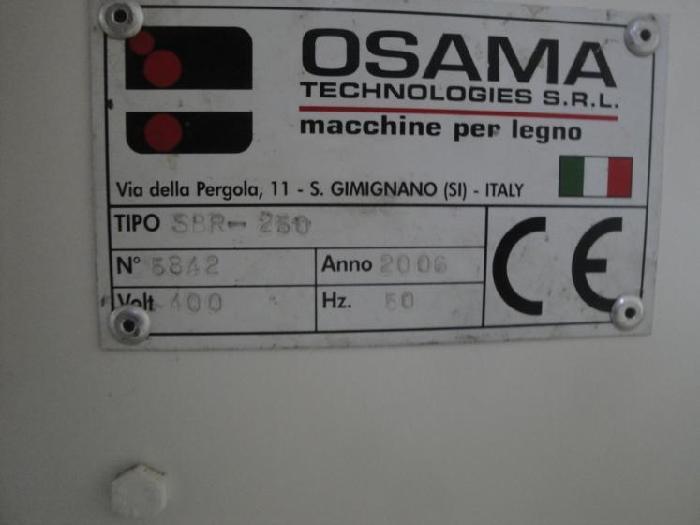 OSAMA
TECHNOLOGIES S.R.L.
macchine per legno
Via della Pergola, 11 - S. GIMIGNANO (SI) - ITALY
TIPO SBR-250
N° 5842 Anno 2006
Volt 400 Hz. 50
CE